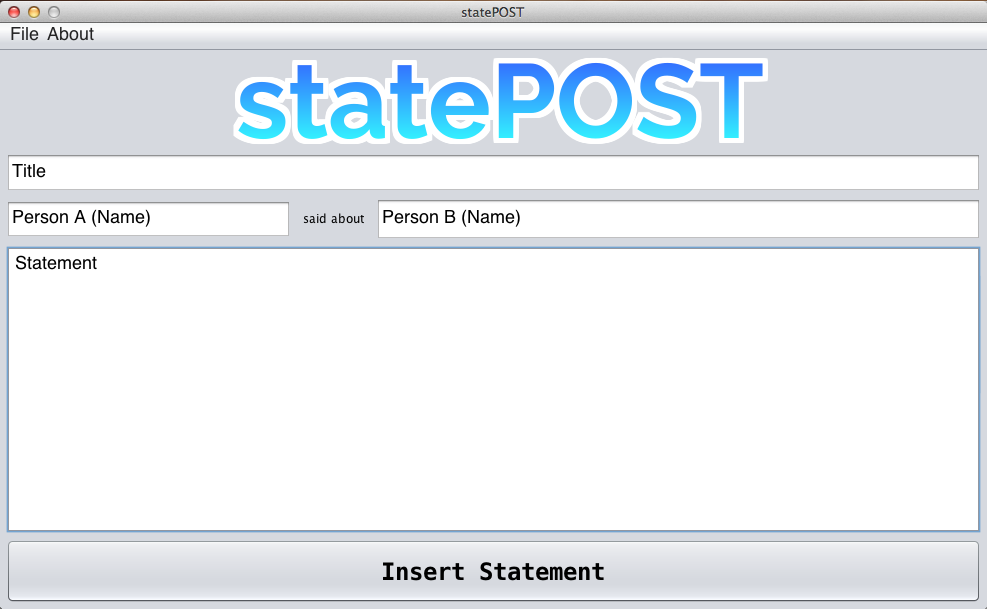 statePOST
File About
statePOST
Title
Person A (Name) said about Person B (Name)
Statement
Insert Statement